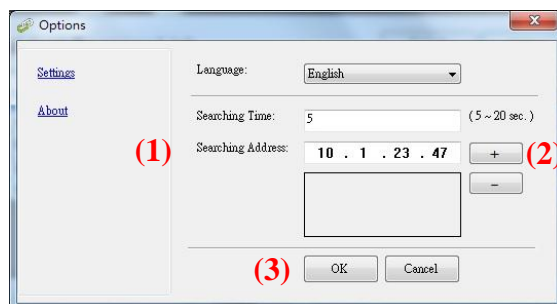 Options
Settings
Language:
English
About
Searching Time:
5
(5 ~ 20 sec.)
(1)
Searching Address:
10 . 1 . 23 . 47
+
(2)
-
(3)
OK
Cancel